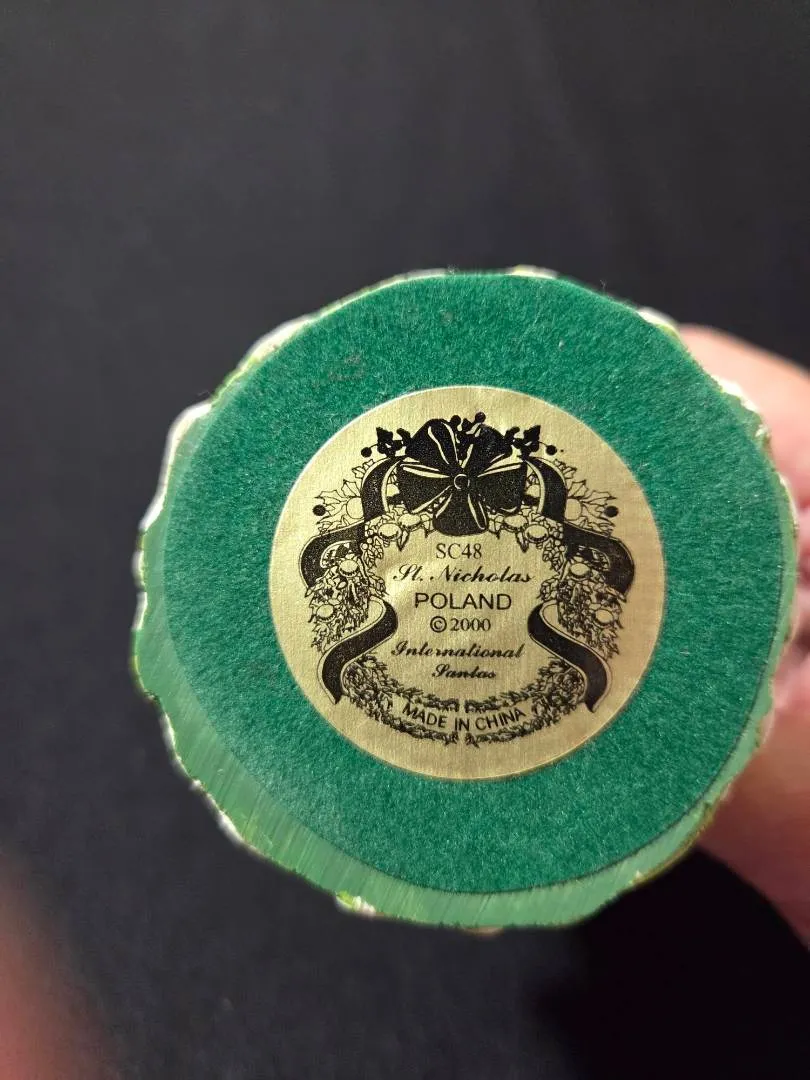 SC48
St. Nicholas
POLAND
©2000
International
Santas
MADE IN CHINA